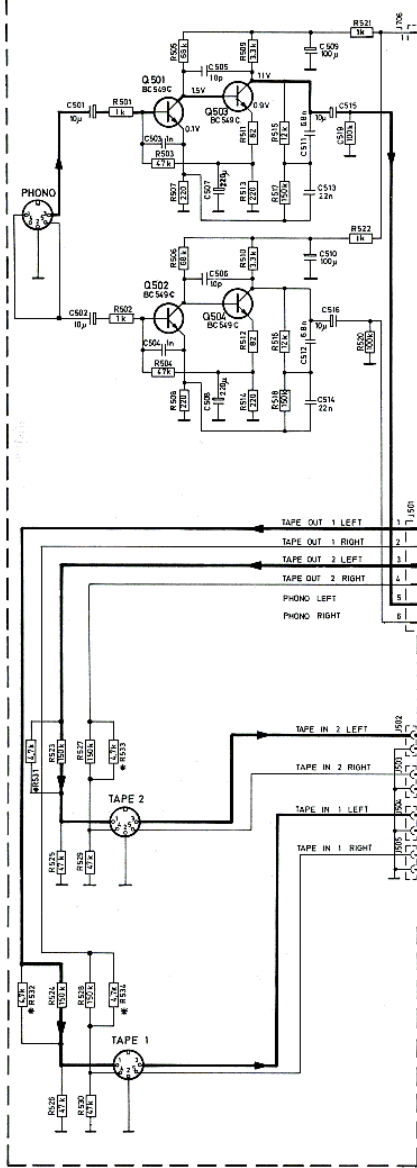 R521
1k
J706
R505
68k
R509
3.3k
C505
10p
C509
100µ
Q501
BC549C
1.5V
Q503
BC549C
11V
C501
10µ
R501
1k
0.1V
0.9V
C503 1n
R503
47k
R507
220
C507
220µ
R511
82
R513
220
R515
12k
R517
150k
C511
6.8n
C513
22n
C515
10µ
C519
100k
PHONO
R522
1k
R506
68k
R510
3.3k
C506
10p
C510
100µ
Q502
BC549C
Q504
BC549C
C502
10µ
R502
1k
C504 1n
R504
47k
R508
220
C508
220µ
R512
82
R514
220
R516
12k
R518
150k
C512
6.8n
C514
22n
C516
10µ
R520
100k
J501
TAPE OUT 1 LEFT 1
TAPE OUT 1 RIGHT 2
TAPE OUT 2 LEFT 3
TAPE OUT 2 RIGHT 4
PHONO LEFT 5
PHONO RIGHT 6
4.7k
*R531
R523
150k
R527
150k
4.7k
*R533
TAPE IN 2 LEFT
J502
TAPE IN 2 RIGHT
J503
TAPE 2
TAPE IN 1 LEFT
J504
TAPE IN 1 RIGHT
J505
R525
47k
R529
47k
4.7k
*R532
R524
150k
R528
150k
4.7k
*R534
TAPE 1
R526
47k
R530
47k